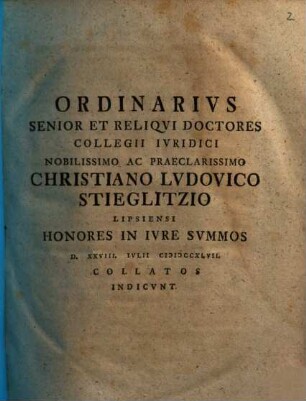 2.
ORDINARIVS
SENIOR ET RELIQVI DOCTORES
COLLEGII IVRIDICI
NOBILISSIMO AC PRAECLARISSIMO
CHRISTIANO LVDOVICO
STIEGLITZIO
LIPSIENSI
HONORES IN IVRE SVMMOS
D. XXVIII. IVLII CIↃIↃCCXLVII.
COLLATOS
INDICVNT.